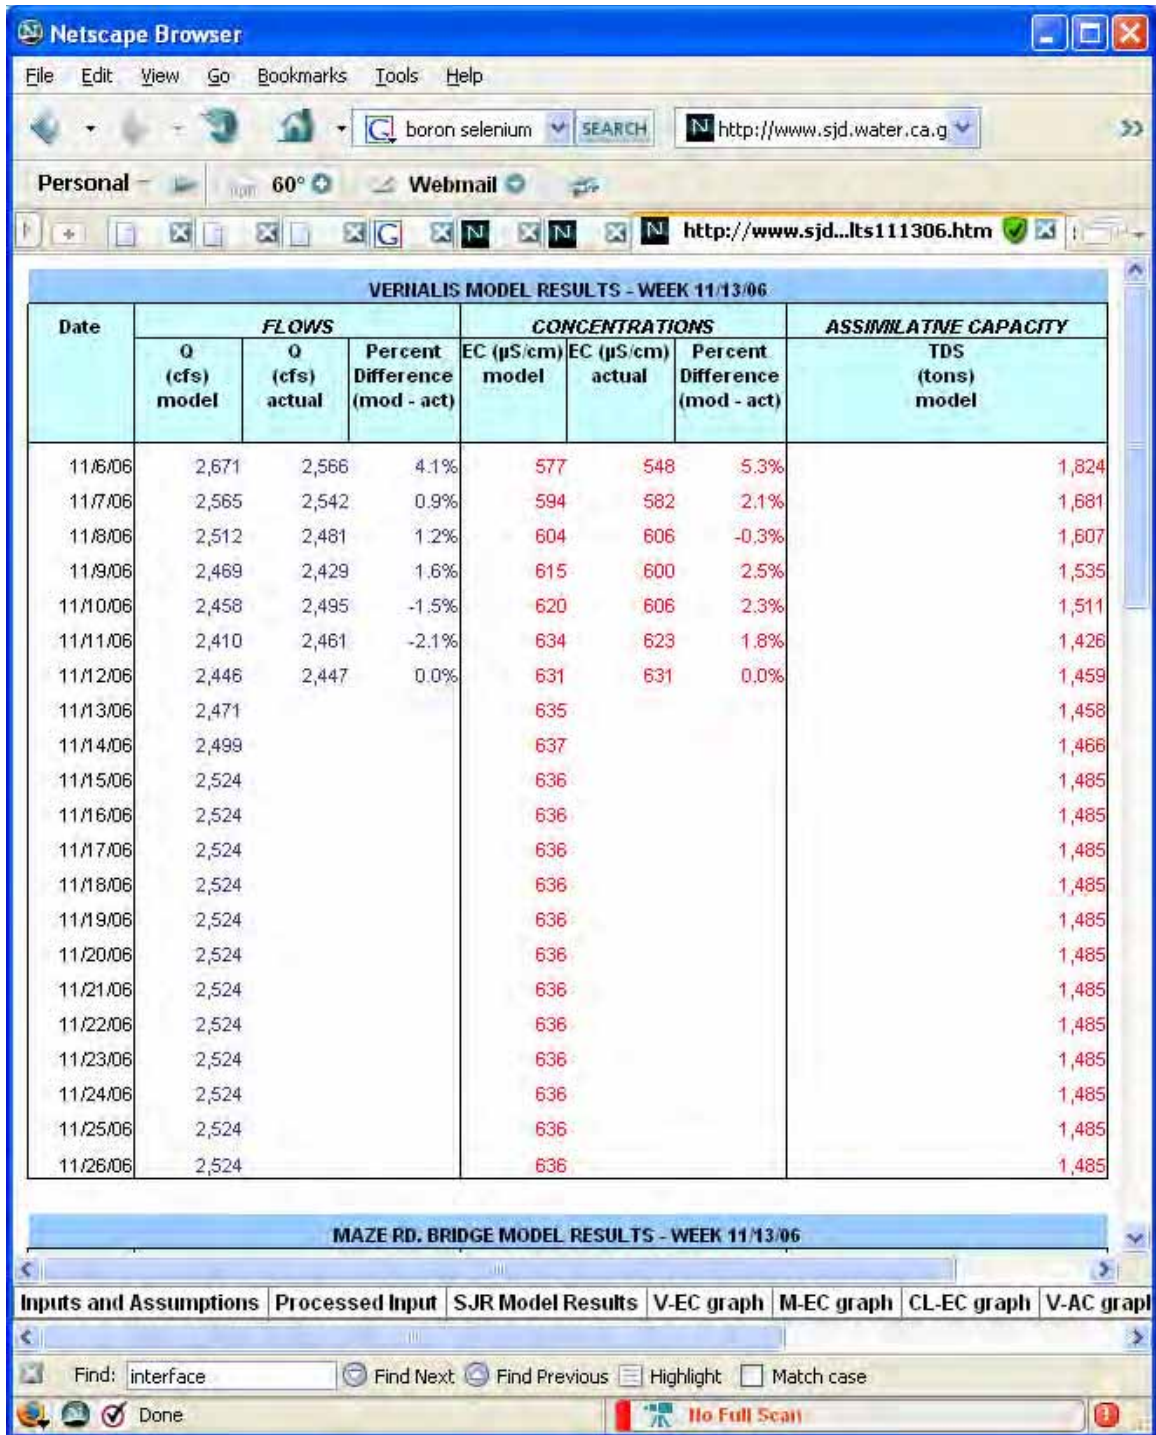 Netscape Browser
File Edit View Go Bookmarks Tools Help
boron selenium SEARCH http://www.sjd.water.ca.g
Personal 60° Webmail
http://www.sjd...lts111306.htm
VERNALIS MODEL RESULTS - WEEK 11/13/06
Date FLOWS CONCENTRATIONS ASSIMILATIVE CAPACITY
Q Q Percent EC (µS/cm) EC (µS/cm) Percent TDS
(cfs) (cfs) Difference model actual Difference (tons)
model actual (mod - act) (mod - act) model
11/6/06 2,671 2,566 4.1% 577 548 5.3% 1,824
11/7/06 2,565 2,542 0.9% 594 582 2.1% 1,681
11/8/06 2,512 2,481 1.2% 604 606 -0.3% 1,607
11/9/06 2,469 2,429 1.6% 615 600 2.5% 1,535
11/10/06 2,458 2,495 -1.5% 620 606 2.3% 1,511
11/11/06 2,410 2,461 -2.1% 634 623 1.8% 1,426
11/12/06 2,446 2,447 0.0% 631 631 0.0% 1,459
11/13/06 2,471 635 1,458
11/14/06 2,499 637 1,466
11/15/06 2,524 636 1,485
11/16/06 2,524 636 1,485
11/17/06 2,524 636 1,485
11/18/06 2,524 636 1,485
11/19/06 2,524 636 1,485
11/20/06 2,524 636 1,485
11/21/06 2,524 636 1,485
11/22/06 2,524 636 1,485
11/23/06 2,524 636 1,485
11/24/06 2,524 636 1,485
11/25/06 2,524 636 1,485
11/26/06 2,524 636 1,485
MAZE RD. BRIDGE MODEL RESULTS - WEEK 11/13/06
Inputs and Assumptions Processed Input SJR Model Results V-EC graph M-EC graph CL-EC graph V-AC grapl
Find: interface Find Next Find Previous Highlight Match case
Done No Full Scan